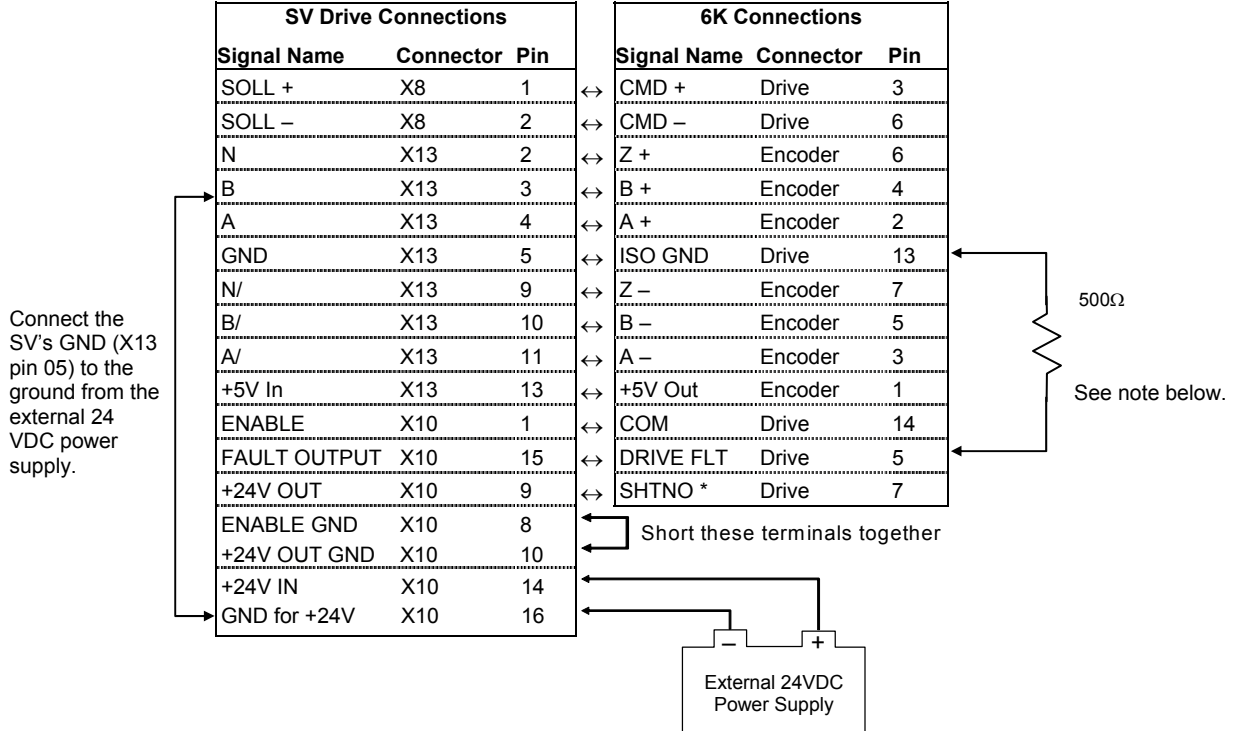 SV Drive Connections
Signal Name Connector Pin
SOLL + X8 1
SOLL – X8 2
N X13 2
B X13 3
A X13 4
GND X13 5
N/ X13 9
B/ X13 10
A/ X13 11
+5V In X13 13
ENABLE X10 1
FAULT OUTPUT X10 15
+24V OUT X10 9
ENABLE GND X10 8
+24V OUT GND X10 10
+24V IN X10 14
GND for +24V X10 16
↔
↔
↔
↔
↔
↔
↔
↔
↔
↔
↔
↔
↔
6K Connections
Signal Name Connector Pin
CMD + Drive 3
CMD – Drive 6
Z + Encoder 6
B + Encoder 4
A + Encoder 2
ISO GND Drive 13
Z – Encoder 7
B – Encoder 5
A – Encoder 3
+5V Out Encoder 1
COM Drive 14
DRIVE FLT Drive 5
SHTNO * Drive 7
Connect the
SV's GND (X13
pin 05) to the
ground from the
external 24
VDC power
supply.
500Ω
See note below.
Short these terminals together
– +
External 24VDC
Power Supply